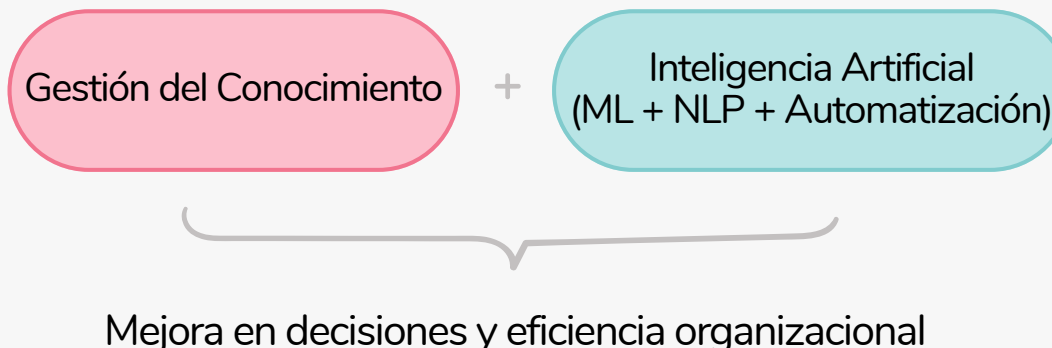 Gestión del Conocimiento
+
Inteligencia Artificial
(ML + NLP + Automatización)
Mejora en decisiones y eficiencia organizacional